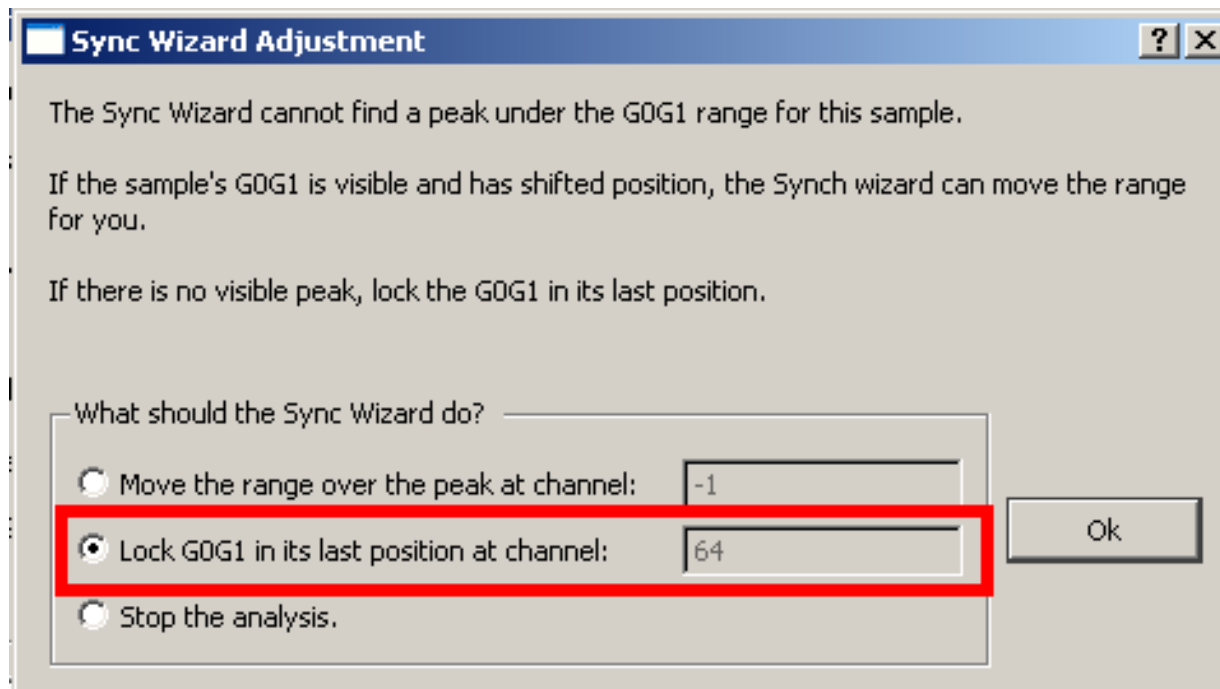 Sync Wizard Adjustment
The Sync Wizard cannot find a peak under the G0G1 range for this sample.
If the sample's G0G1 is visible and has shifted position, the Synch wizard can move the range
for you.
If there is no visible peak, lock the G0G1 in its last position.
What should the Sync Wizard do?
Move the range over the peak at channel: -1
Lock G0G1 in its last position at channel: 64
Ok
Stop the analysis.